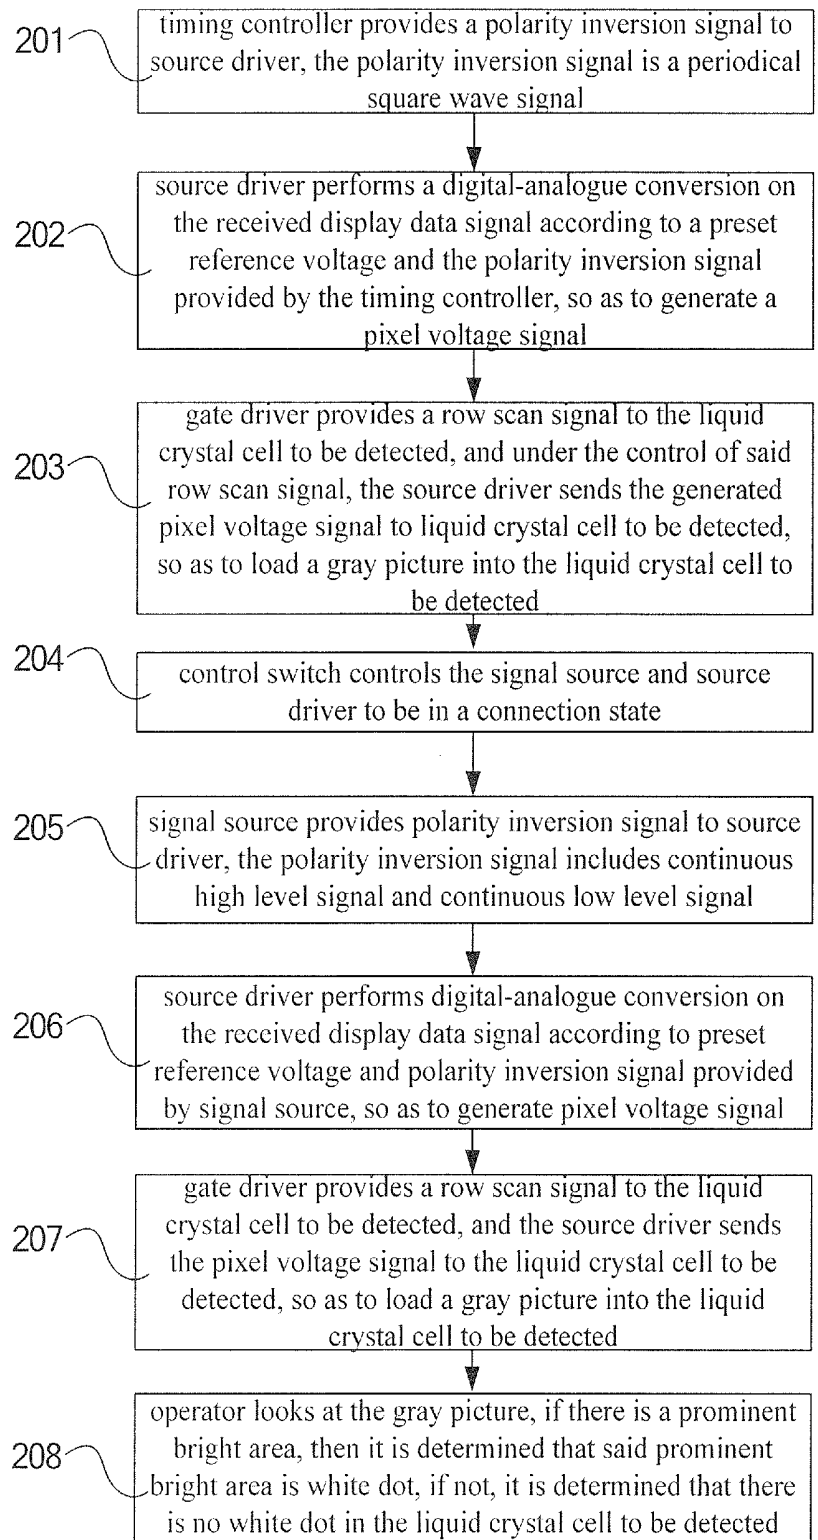 201
timing controller provides a polarity inversion signal to
source driver, the polarity inversion signal is a periodical
square wave signal
202
source driver performs a digital-analogue conversion on
the received display data signal according to a preset
reference voltage and the polarity inversion signal
provided by the timing controller, so as to generate a
pixel voltage signal
203
gate driver provides a row scan signal to the liquid
crystal cell to be detected, and under the control of said
row scan signal, the source driver sends the generated
pixel voltage signal to liquid crystal cell to be detected,
so as to load a gray picture into the liquid crystal cell to
be detected
204
control switch controls the signal source and source
driver to be in a connection state
205
signal source provides polarity inversion signal to source
driver, the polarity inversion signal includes continuous
high level signal and continuous low level signal
206
source driver performs digital-analogue conversion on
the received display data signal according to preset
reference voltage and polarity inversion signal provided
by signal source, so as to generate pixel voltage signal
207
gate driver provides a row scan signal to the liquid
crystal cell to be detected, and the source driver sends
the pixel voltage signal to the liquid crystal cell to be
detected, so as to load a gray picture into the liquid
crystal cell to be detected
208
operator looks at the gray picture, if there is a prominent
bright area, then it is determined that said prominent
bright area is white dot, if not, it is determined that there
is no white dot in the liquid crystal cell to be detected